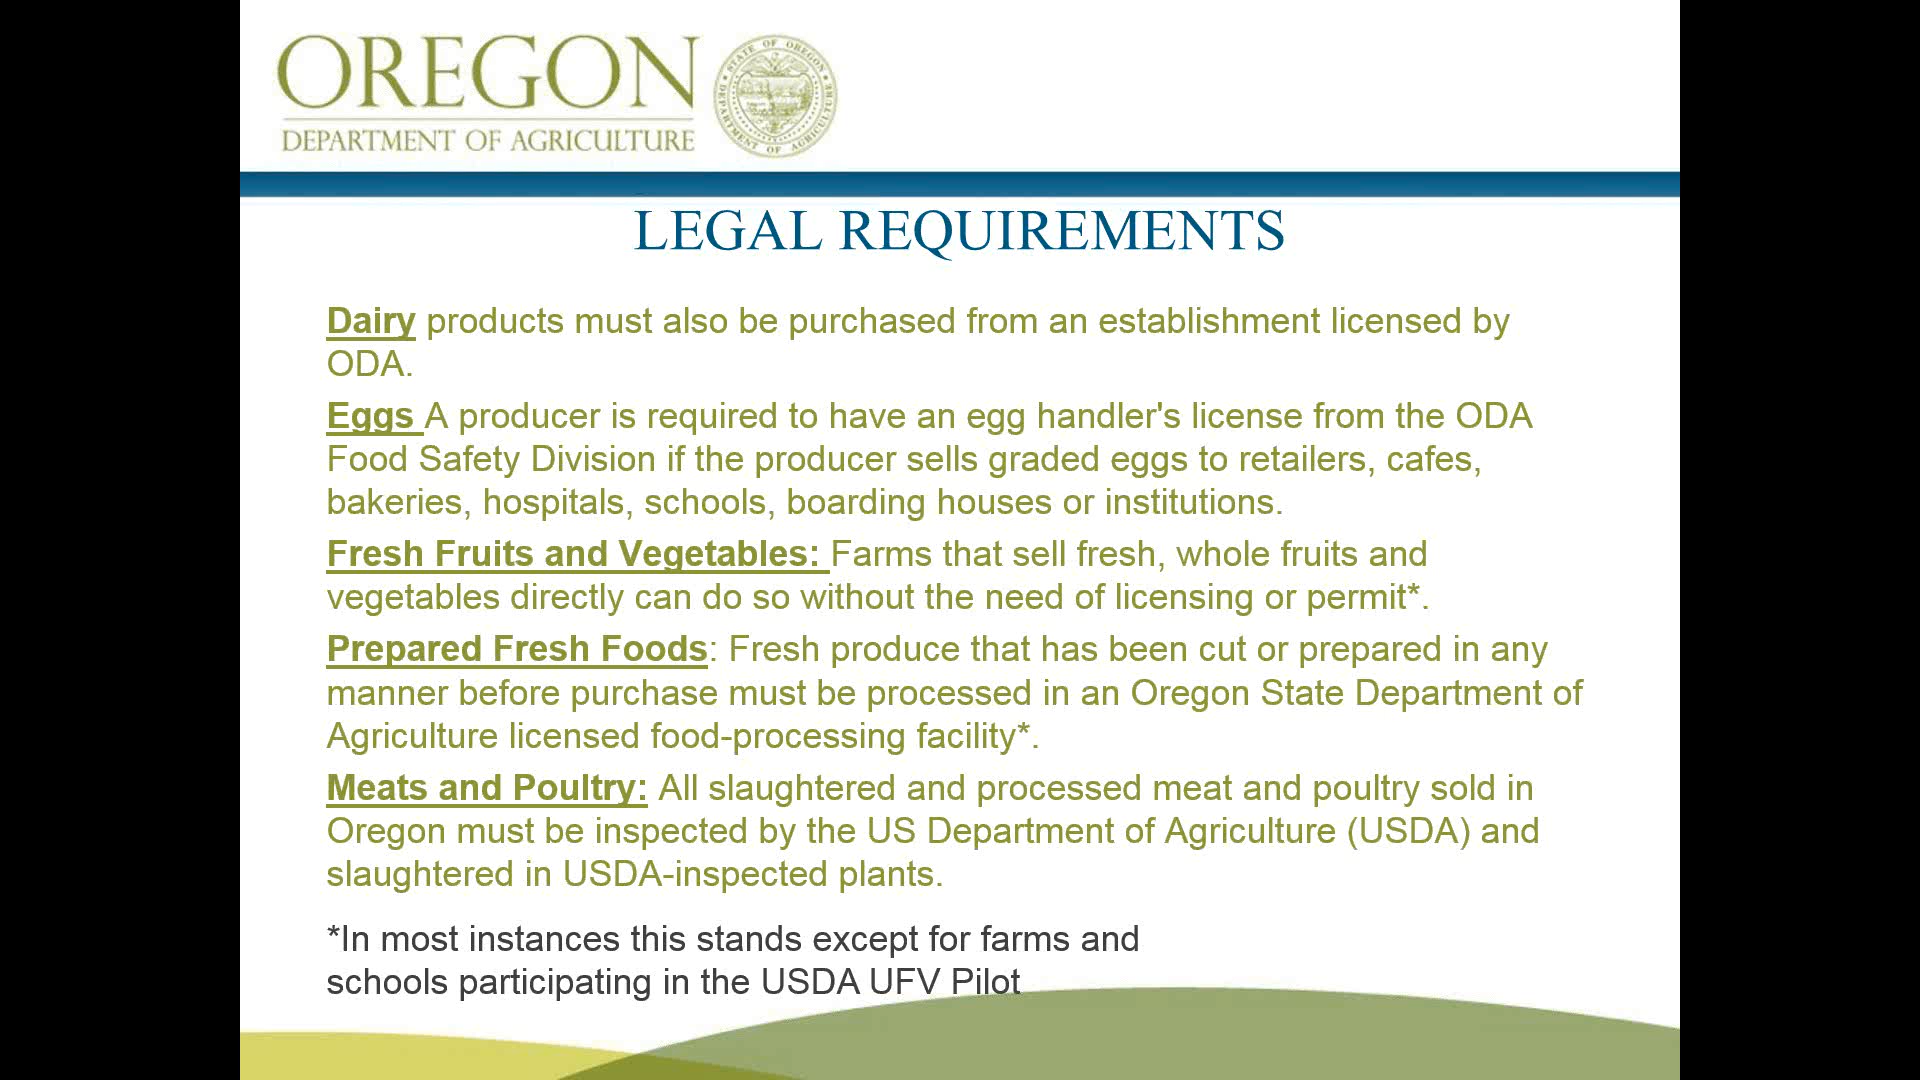 OREGON
DEPARTMENT OF AGRICULTURE
STATE OF OREGON
DEPARTMENT OF AGRICULTURE
LEGAL REQUIREMENTS
Dairy products must also be purchased from an establishment licensed by
ODA.
Eggs A producer is required to have an egg handler's license from the ODA
Food Safety Division if the producer sells graded eggs to retailers, cafes,
bakeries, hospitals, schools, boarding houses or institutions.
Fresh Fruits and Vegetables: Farms that sell fresh, whole fruits and
vegetables directly can do so without the need of licensing or permit*.
Prepared Fresh Foods: Fresh produce that has been cut or prepared in any
manner before purchase must be processed in an Oregon State Department of
Agriculture licensed food-processing facility*.
Meats and Poultry: All slaughtered and processed meat and poultry sold in
Oregon must be inspected by the US Department of Agriculture (USDA) and
slaughtered in USDA-inspected plants.
*In most instances this stands except for farms and
schools participating in the USDA UFV Pilot